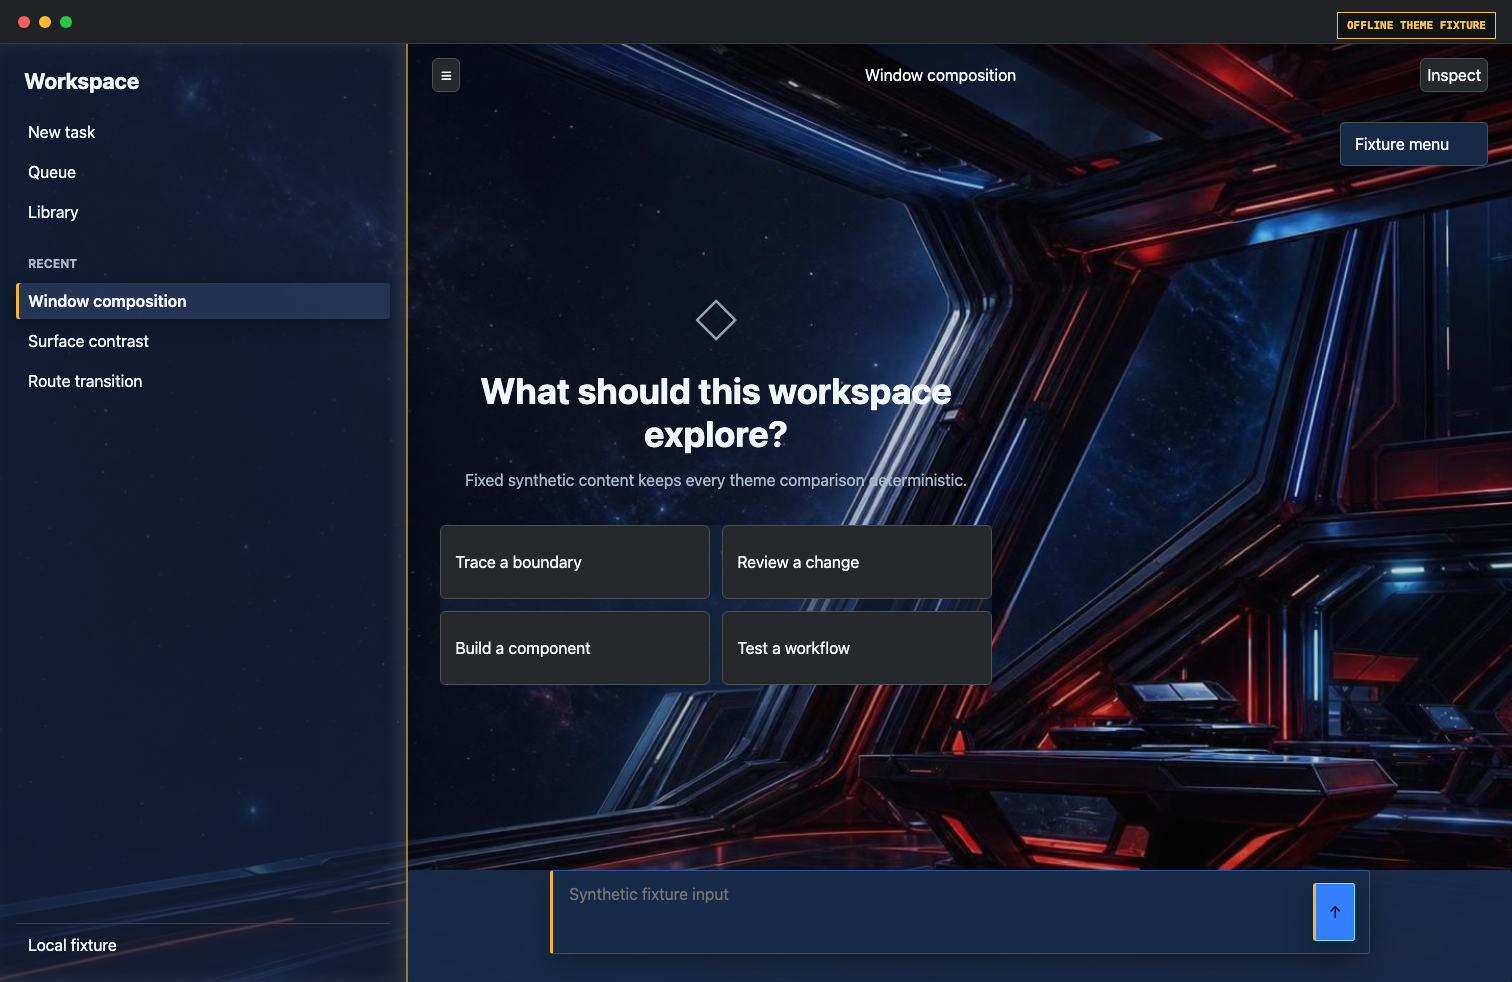 OFFLINE THEME FIXTURE
Workspace
New task
Queue
Library
RECENT
Window composition
Surface contrast
Route transition
Local fixture
Window composition
Inspect
Fixture menu
What should this workspace
explore?
Fixed synthetic content keeps every theme comparison deterministic.
Trace a boundary
Review a change
Build a component
Test a workflow
Synthetic fixture input